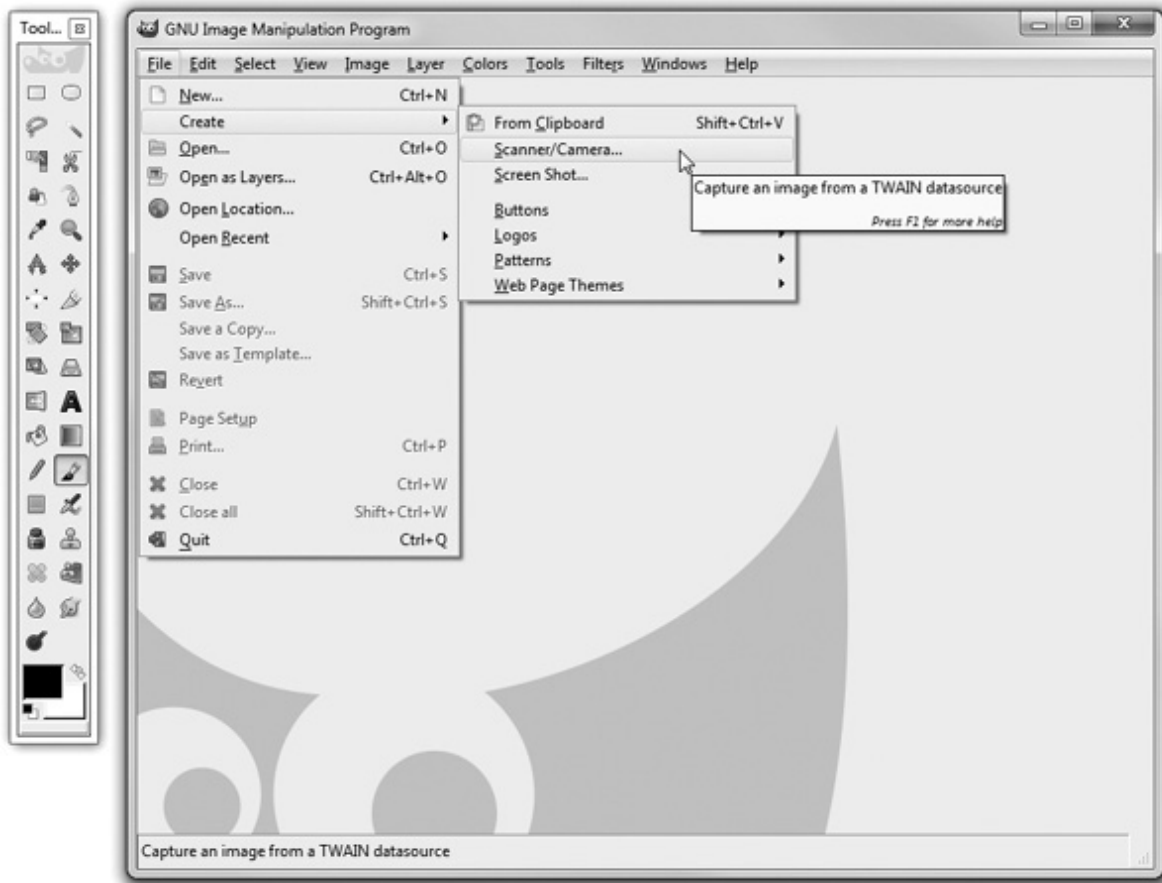 Tool...
GNU Image Manipulation Program
File Edit Select View Image Layer Colors Tools Filters Windows Help
New... Ctrl+N
Create
Open... Ctrl+O
Open as Layers... Ctrl+Alt+O
Open Location...
Open Recent
Save Ctrl+S
Save As... Shift+Ctrl+S
Save a Copy...
Save as Template...
Revert
Page Setup
Print... Ctrl+P
Close Ctrl+W
Close all Shift+Ctrl+W
Quit Ctrl+Q
From Clipboard Shift+Ctrl+V
Scanner/Camera...
Screen Shot...
Buttons
Logos
Patterns
Web Page Themes
Capture an image from a TWAIN datasource
Press F1 for more help
Capture an image from a TWAIN datasource